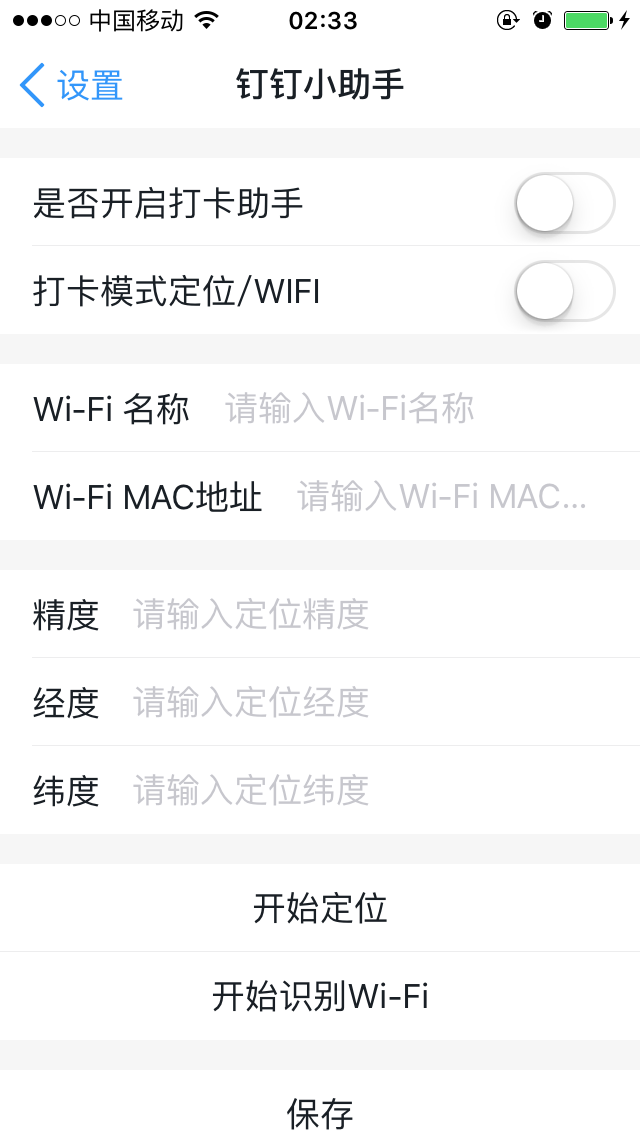 中国移动 02:33
设置 钉钉小助手
是否开启打卡助手
打卡模式定位/WIFI
Wi-Fi 名称 请输入Wi-Fi名称
Wi-Fi MAC地址 请输入Wi-Fi MAC...
精度 请输入定位精度
经度 请输入定位经度
纬度 请输入定位纬度
开始定位
开始识别Wi-Fi
保存